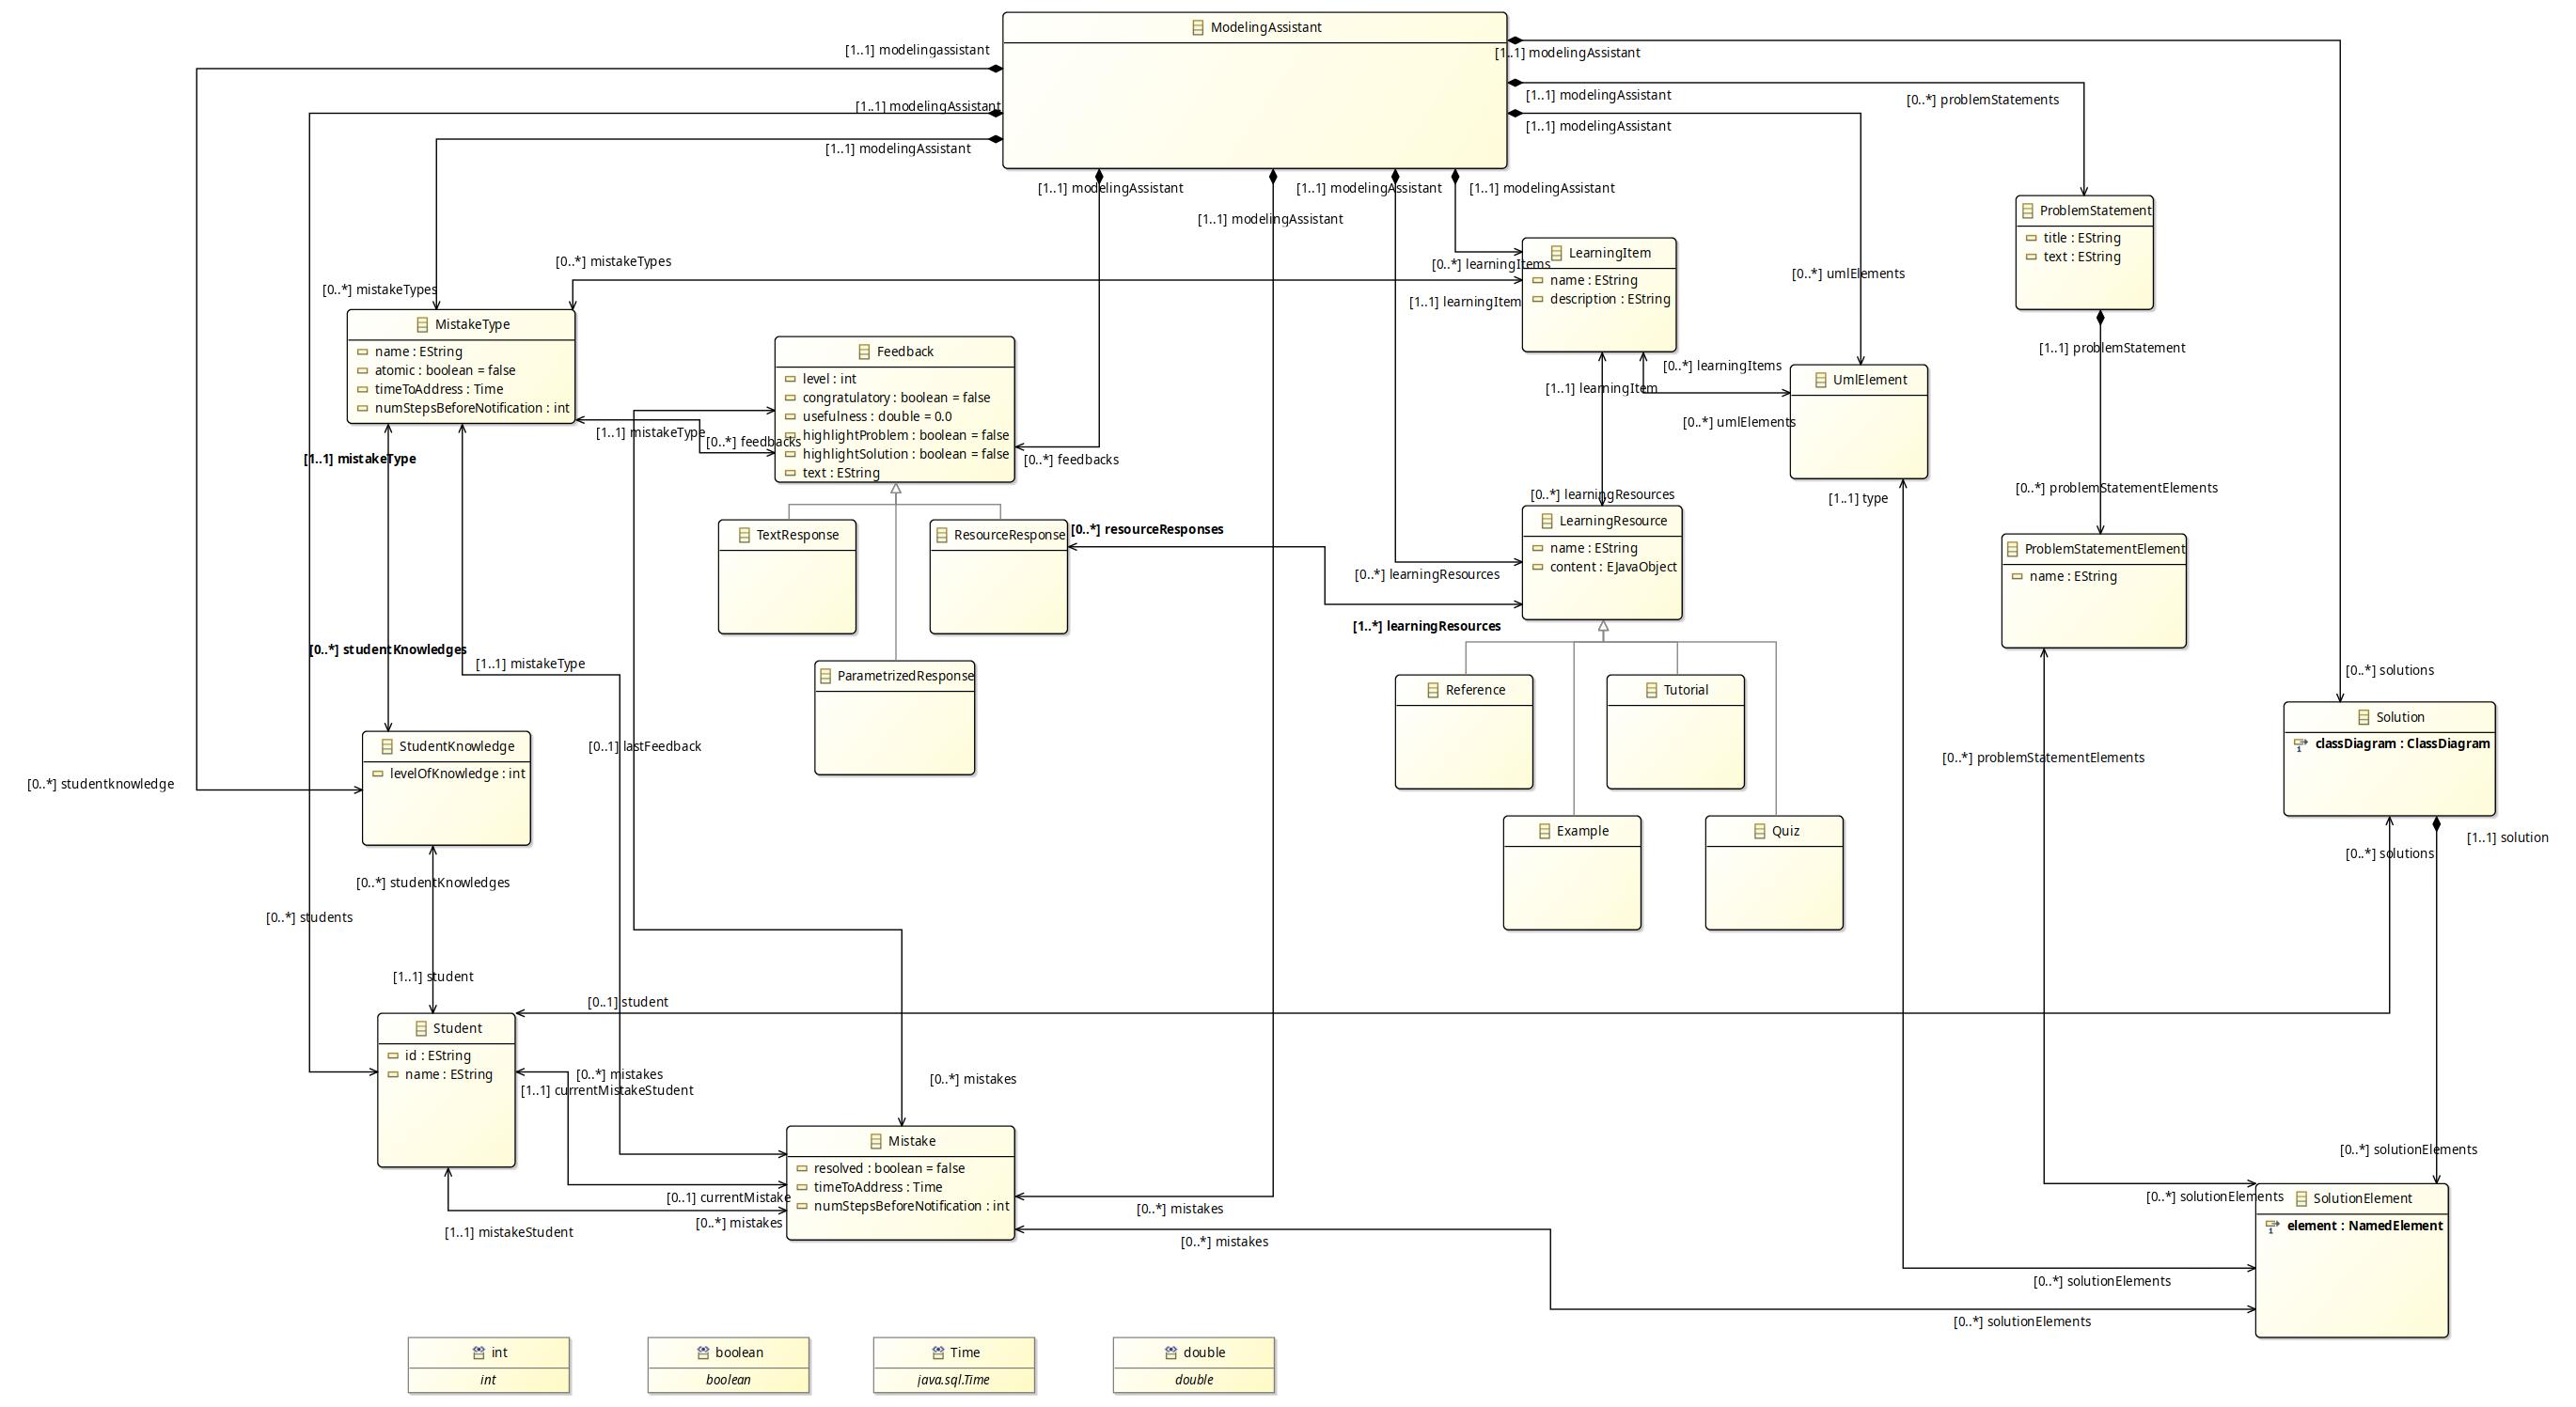 ModelingAssistant
[1..1] modelingassistant
[1..1] modelingAssistant
[1..1] modelingAssistant
[1..1] modelingAssistant
[0..*] problemStatements
[1..1] modelingAssistant
[1..1] modelingAssistant
[1..1] modelingAssistant
[1..1] modelingAssistant
[1..1] modelingAssistant
[1..1] modelingAssistant
[1..1] modelingAssistant
ProblemStatement
title : EString
text : EString
[0..*] mistakeTypes
[0..*] learningItems
LearningItem
name : EString
description : EString
[0..*] umlElements
[0..*] mistakeTypes
[1..1] learningItem
MistakeType
name : EString
atomic : boolean = false
timeToAddress : Time
numStepsBeforeNotification : int
Feedback
level : int
congratulatory : boolean = false
usefulness : double = 0.0
highlightProblem : boolean = false
highlightSolution : boolean = false
text : EString
[1..1] problemStatement
[0..*] learningItems
[1..1] learningItem
UmlElement
[0..*] umlElements
[1..1] mistakeType
[0..*] feedbacks
[0..*] feedbacks
[1..1] mistakeType
[0..*] learningResources
[1..1] type
[0..*] problemStatementElements
TextResponse
ResourceResponse
[0..*] resourceResponses
LearningResource
name : EString
content : EJavaObject
[0..*] learningResources
ProblemStatementElement
name : EString
[1..*] learningResources
[0..*] studentKnowledges
[1..1] mistakeType
ParametrizedResponse
Reference
Tutorial
[0..*] solutions
Solution
classDiagram : ClassDiagram
StudentKnowledge
levelOfKnowledge : int
[0..1] lastFeedback
[0..*] problemStatementElements
[0..*] studentknowledge
Example
Quiz
[1..1] solution
[0..*] solutions
[0..*] studentKnowledges
[0..*] students
[1..1] student
[0..1] student
Student
id : EString
name : EString
[0..*] mistakes
[1..1] currentMistakeStudent
[0..*] mistakes
Mistake
resolved : boolean = false
timeToAddress : Time
numStepsBeforeNotification : int
[0..*] solutionElements
[0..1] currentMistake
[0..*] solutionElements
SolutionElement
element : NamedElement
[0..*] mistakes
[1..1] mistakeStudent
[0..*] mistakes
[0..*] mistakes
[0..*] solutionElements
[0..*] solutionElements
int
int
boolean
boolean
Time
java.sql.Time
double
double